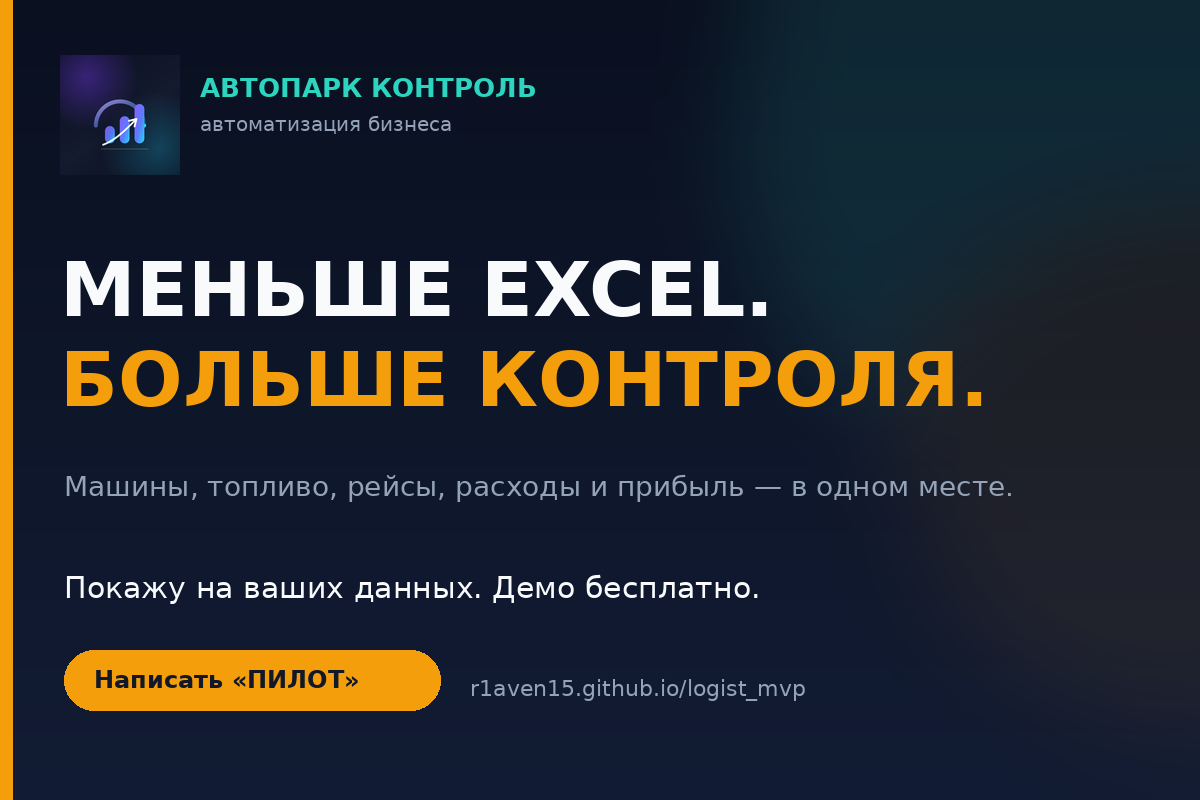 АВТОПАРК КОНТРОЛЬ
автоматизация бизнеса
МЕНЬШЕ EXCEL.
БОЛЬШЕ КОНТРОЛЯ.
Машины, топливо, рейсы, расходы и прибыль — в одном месте.
Покажу на ваших данных. Демо бесплатно.
Написать «ПИЛОТ»
r1aven15.github.io/logist_mvp